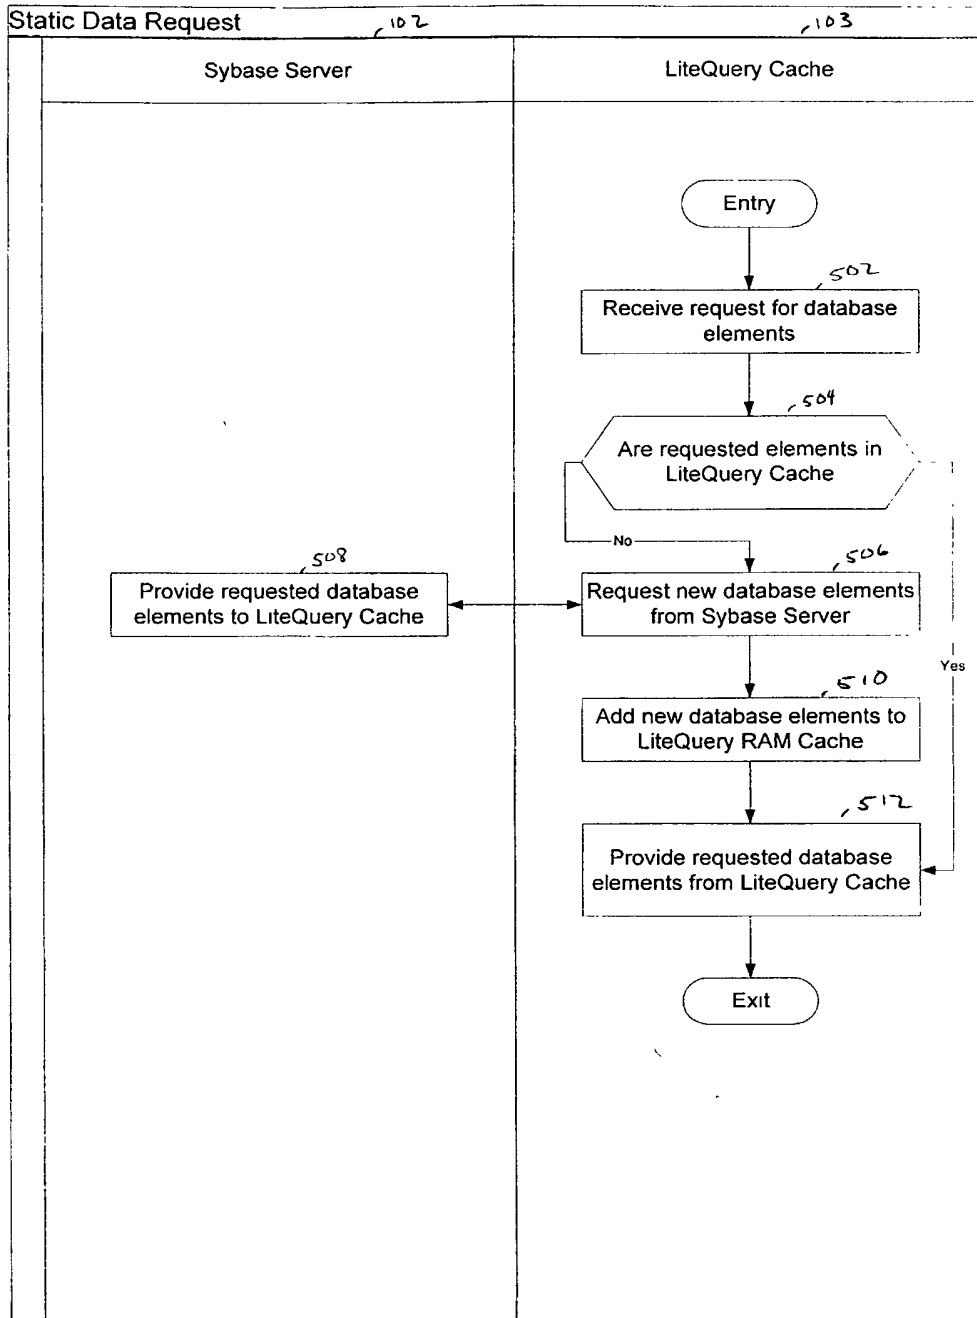 Static Data Request
102
103
Sybase Server
LiteQuery Cache
Entry
502
Receive request for database
elements
504
Are requested elements in
LiteQuery Cache
No
508
Provide requested database
elements to LiteQuery Cache
506
Request new database elements
from Sybase Server
Yes
510
Add new database elements to
LiteQuery RAM Cache
512
Provide requested database
elements from LiteQuery Cache
Exit